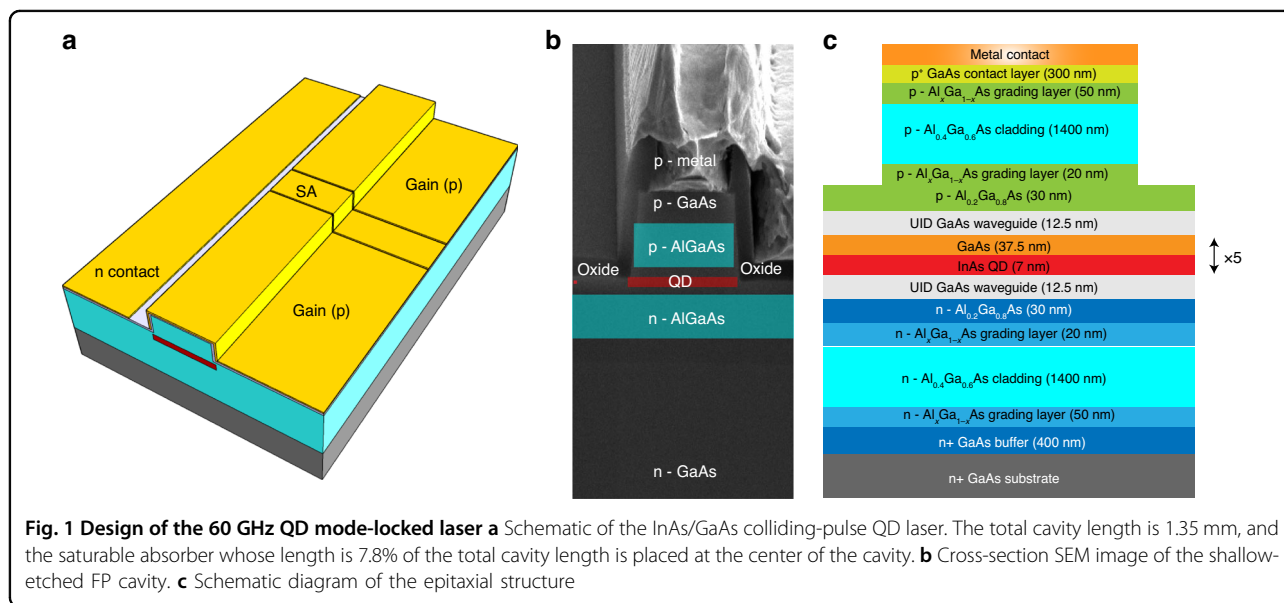 a
SA
Gain (p)
n contact
Gain (p)
b
p - metal
p - GaAs
p - AlGaAs
Oxide
Oxide
QD
n - AlGaAs
n - GaAs
c
Metal contact
p⁺ GaAs contact layer (300 nm)
p - AlₓGa₁₋ₓAs grading layer (50 nm)
p - Al₀.₄Ga₀.₆As cladding (1400 nm)
p - AlₓGa₁₋ₓAs grading layer (20 nm)
p - Al₀.₂Ga₀.₈As (30 nm)
UID GaAs waveguide (12.5 nm)
GaAs (37.5 nm)
InAs QD (7 nm)
×5
UID GaAs waveguide (12.5 nm)
n - Al₀.₂Ga₀.₈As (30 nm)
n - AlₓGa₁₋ₓAs grading layer (20 nm)
n - Al₀.₄Ga₀.₆As cladding (1400 nm)
n - AlₓGa₁₋ₓAs grading layer (50 nm)
n+ GaAs buffer (400 nm)
n+ GaAs substrate
Fig. 1 Design of the 60 GHz QD mode-locked laser a Schematic of the InAs/GaAs colliding-pulse QD laser. The total cavity length is 1.35 mm, and
the saturable absorber whose length is 7.8% of the total cavity length is placed at the center of the cavity. b Cross-section SEM image of the shallow-
etched FP cavity. c Schematic diagram of the epitaxial structure